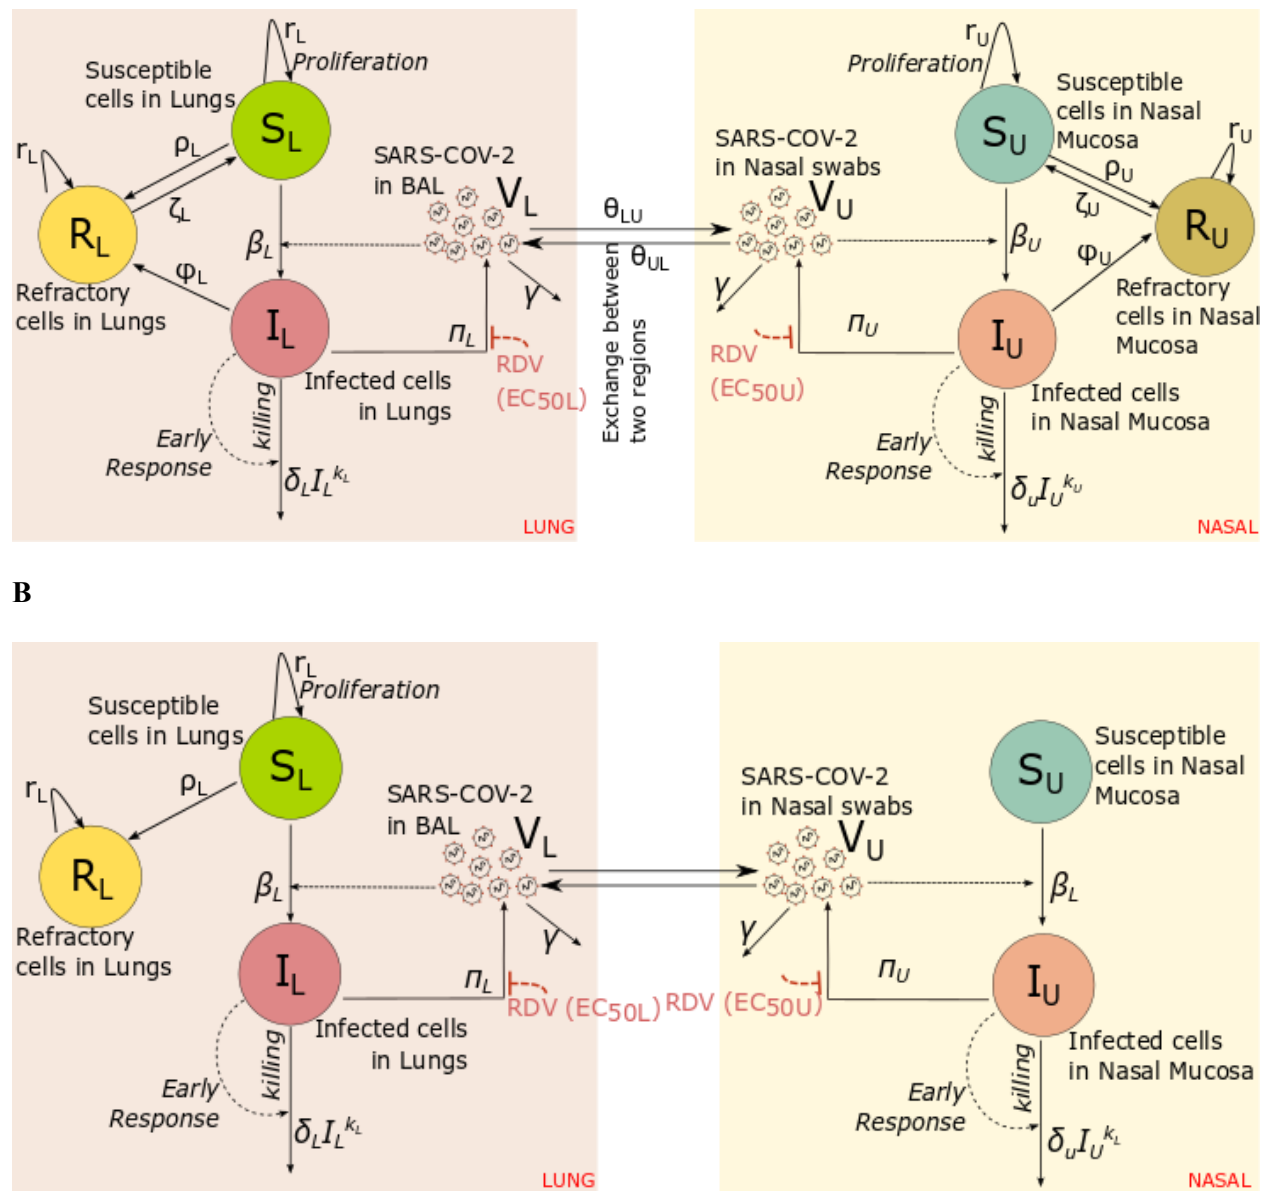 r_L
Proliferation
Susceptible
cells in Lungs
S_L
r_L
ρ_L
ζ_L
R_L
Refractory
cells in Lungs
φ_L
β_L
SARS-COV-2
in BAL
V_L
γ
I_L
π_L
RDV
(EC_50L)
Infected cells
in Lungs
killing
Early
Response
δ_L I_L^k_L
LUNG
θ_LU
θ_UL
Exchange between
two regions
r_U
Proliferation
S_U
Susceptible
cells in Nasal
Mucosa
r_U
SARS-COV-2
in Nasal swabs
V_U
ρ_U
ζ_U
R_U
β_U
φ_U
Refractory
cells in Nasal
Mucosa
γ
I_U
π_U
RDV
(EC_50U)
Infected cells
in Nasal Mucosa
killing
Early
Response
δ_u I_U^k_U
NASAL
B
r_L
Proliferation
Susceptible
cells in Lungs
S_L
r_L
ρ_L
R_L
Refractory
cells in Lungs
SARS-COV-2
in BAL
V_L
β_L
γ
I_L
π_L
RDV (EC_50L)
Infected cells
in Lungs
killing
Early
Response
δ_L I_L^k_L
LUNG
S_U
Susceptible
cells in Nasal
Mucosa
SARS-COV-2
in Nasal swabs
V_U
β_L
γ
I_U
π_U
RDV (EC_50U)
Infected cells
in Nasal Mucosa
killing
Early
Response
δ_u I_U^k_L
NASAL